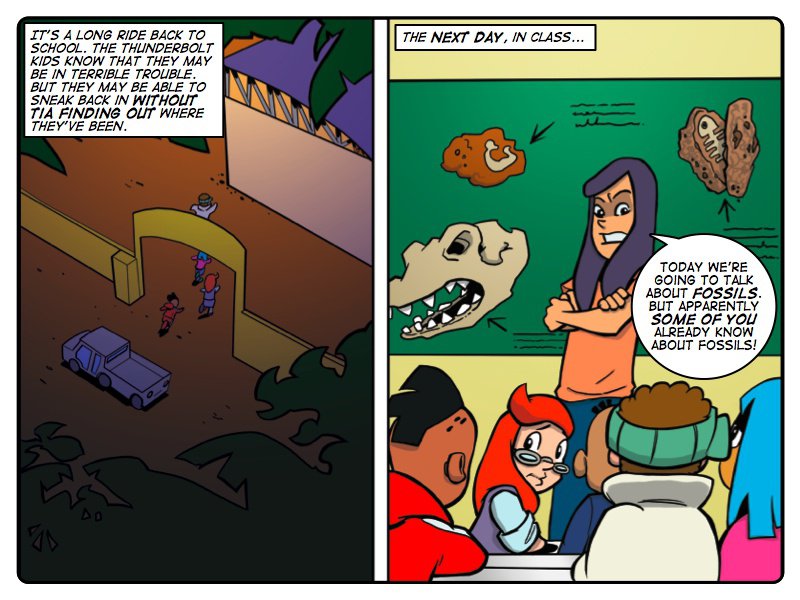 IT'S A LONG RIDE BACK TO
SCHOOL. THE THUNDERBOLT
KIDS KNOW THAT THEY MAY
BE IN TERRIBLE TROUBLE.
BUT THEY MAY BE ABLE TO
SNEAK BACK IN WITHOUT
TIA FINDING OUT WHERE
THEY'VE BEEN.
THE NEXT DAY, IN CLASS...
TODAY WE'RE
GOING TO TALK
ABOUT FOSSILS.
BUT APPARENTLY
SOME OF YOU
ALREADY KNOW
ABOUT FOSSILS!